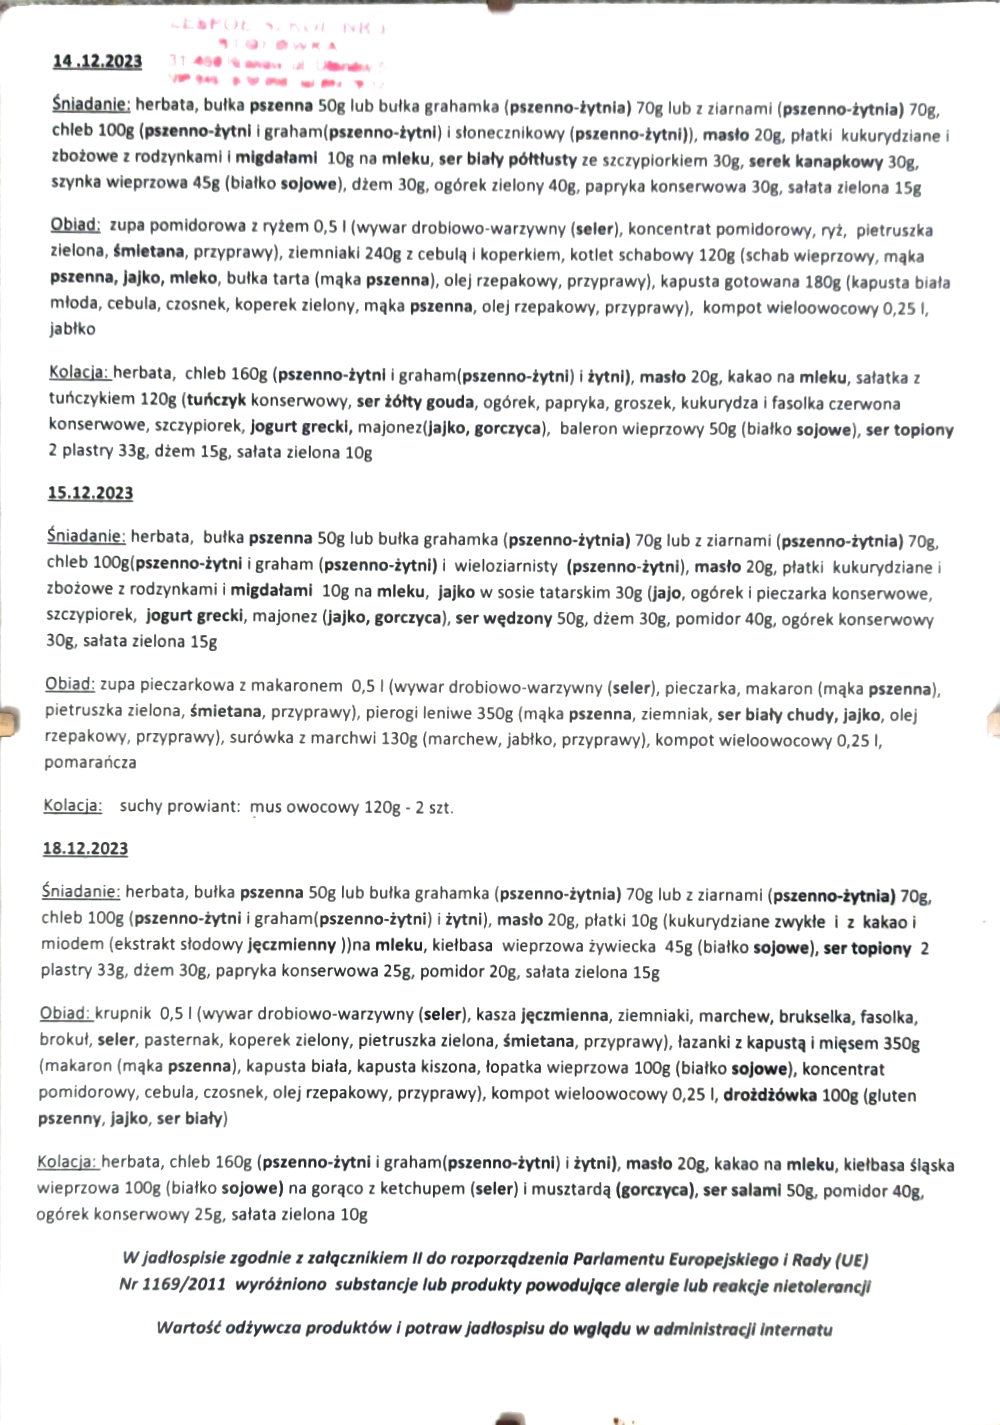 14.12.2023
Śniadanie: herbata, bułka pszenna 50g lub bułka grahamka (pszenno-żytnia) 70g lub z ziarnami (pszenno-żytnia) 70g,
chleb 100g (pszenno-żytni i graham(pszenno-żytni) i słonecznikowy (pszenno-żytni)), masło 20g, płatki kukurydziane i
zbożowe z rodzynkami i migdałami 10g na mleku, ser biały półtłusty ze szczypiorkiem 30g, serek kanapkowy 30g,
szynka wieprzowa 45g (białko sojowe), dżem 30g, ogórek zielony 40g, papryka konserwowa 30g, sałata zielona 15g
Obiad: zupa pomidorowa z ryżem 0,5 l (wywar drobiowo-warzywny (seler), koncentrat pomidorowy, ryż, pietruszka
zielona, śmietana, przyprawy), ziemniaki 240g z cebulą i koperkiem, kotlet schabowy 120g (schab wieprzowy, mąka
pszenna, jajko, mleko, bułka tarta (mąka pszenna), olej rzepakowy, przyprawy), kapusta gotowana 180g (kapusta biała
młoda, cebula, czosnek, koperek zielony, mąka pszenna, olej rzepakowy, przyprawy), kompot wieloowocowy 0,25 l,
jabłko
Kolacja: herbata, chleb 160g (pszenno-żytni i graham(pszenno-żytni) i żytni), masło 20g, kakao na mleku, sałatka z
tuńczykiem 120g (tuńczyk konserwowy, ser żółty gouda, ogórek, papryka, groszek, kukurydza i fasolka czerwona
konserwowe, szczypiorek, jogurt grecki, majonez(jajko, gorczyca), baleron wieprzowy 50g (białko sojowe), ser topiony
2 plastry 33g, dżem 15g, sałata zielona 10g
15.12.2023
Śniadanie: herbata, bułka pszenna 50g lub bułka grahamka (pszenno-żytnia) 70g lub z ziarnami (pszenno-żytnia) 70g,
chleb 100g(pszenno-żytni i graham (pszenno-żytni) i wieloziarnisty (pszenno-żytni), masło 20g, płatki kukurydziane i
zbożowe z rodzynkami i migdałami 10g na mleku, jajko w sosie tatarskim 30g (jajo, ogórek i pieczarka konserwowe,
szczypiorek, jogurt grecki, majonez (jajko, gorczyca), ser wędzony 50g, dżem 30g, pomidor 40g, ogórek konserwowy
30g, sałata zielona 15g
Obiad: zupa pieczarkowa z makaronem 0,5 l (wywar drobiowo-warzywny (seler), pieczarka, makaron (mąka pszenna),
pietruszka zielona, śmietana, przyprawy), pierogi leniwe 350g (mąka pszenna, ziemniak, ser biały chudy, jajko, olej
rzepakowy, przyprawy), surówka z marchwi 130g (marchew, jabłko, przyprawy), kompot wieloowocowy 0,25 l,
pomarańcza
Kolacja: suchy prowiant: mus owocowy 120g - 2 szt.
18.12.2023
Śniadanie: herbata, bułka pszenna 50g lub bułka grahamka (pszenno-żytnia) 70g lub z ziarnami (pszenno-żytnia) 70g,
chleb 100g (pszenno-żytni i graham(pszenno-żytni) i żytni), masło 20g, płatki 10g (kukurydziane zwykłe i z kakao i
miodem (ekstrakt słodowy jęczmienny ))na mleku, kiełbasa wieprzowa żywiecka 45g (białko sojowe), ser topiony 2
plastry 33g, dżem 30g, papryka konserwowa 25g, pomidor 20g, sałata zielona 15g
Obiad: krupnik 0,5 l (wywar drobiowo-warzywny (seler), kasza jęczmienna, ziemniaki, marchew, brukselka, fasolka,
brokuł, seler, pasternak, koperek zielony, pietruszka zielona, śmietana, przyprawy), łazanki z kapustą i mięsem 350g
(makaron (mąka pszenna), kapusta biała, kapusta kiszona, łopatka wieprzowa 100g (białko sojowe), koncentrat
pomidorowy, cebula, czosnek, olej rzepakowy, przyprawy), kompot wieloowocowy 0,25 l, drożdżówka 100g (gluten
pszenny, jajko, ser biały)
Kolacja: herbata, chleb 160g (pszenno-żytni i graham(pszenno-żytni) i żytni), masło 20g, kakao na mleku, kiełbasa śląska
wieprzowa 100g (białko sojowe) na gorąco z ketchupem (seler) i musztardą (gorczyca), ser salami 50g, pomidor 40g,
ogórek konserwowy 25g, sałata zielona 10g
W jadłospisie zgodnie z załącznikiem II do rozporządzenia Parlamentu Europejskiego i Rady (UE)
Nr 1169/2011 wyróżniono substancje lub produkty powodujące alergie lub reakcje nietolerancji
Wartość odżywcza produktów i potraw jadłospisu do wglądu w administracji internatu